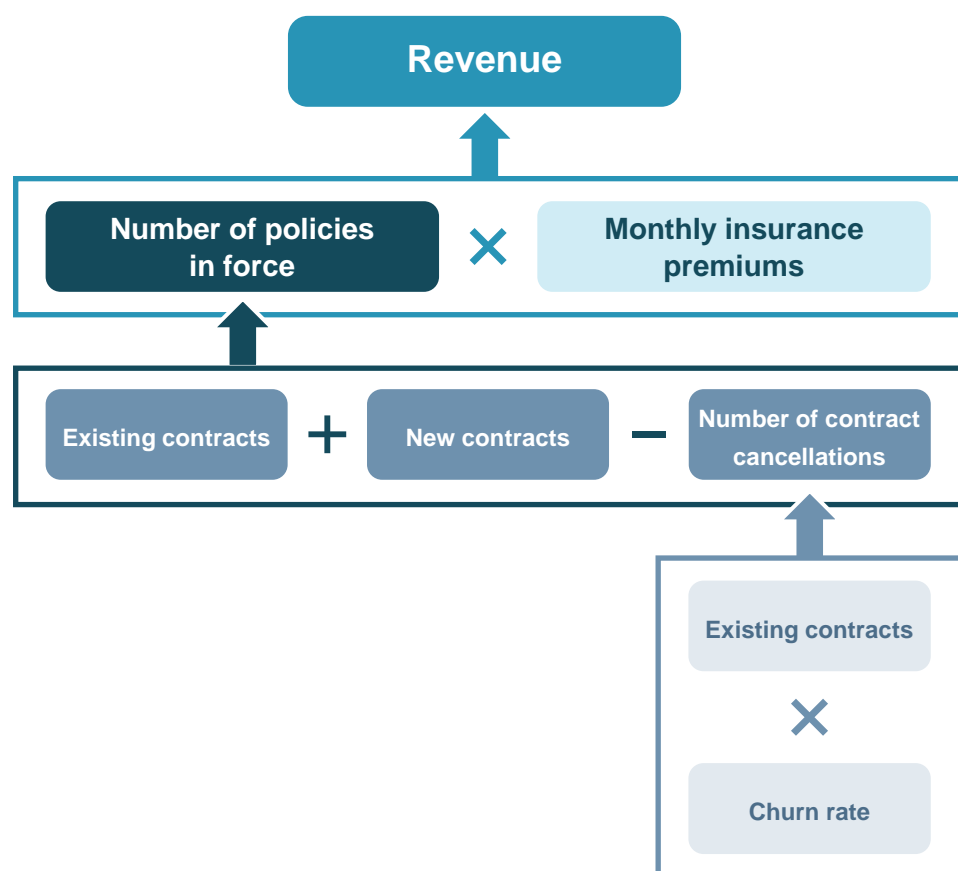 Revenue
Number of policies
in force
×
Monthly insurance
premiums
Existing contracts
+
New contracts
−
Number of contract
cancellations
Existing contracts
×
Churn rate